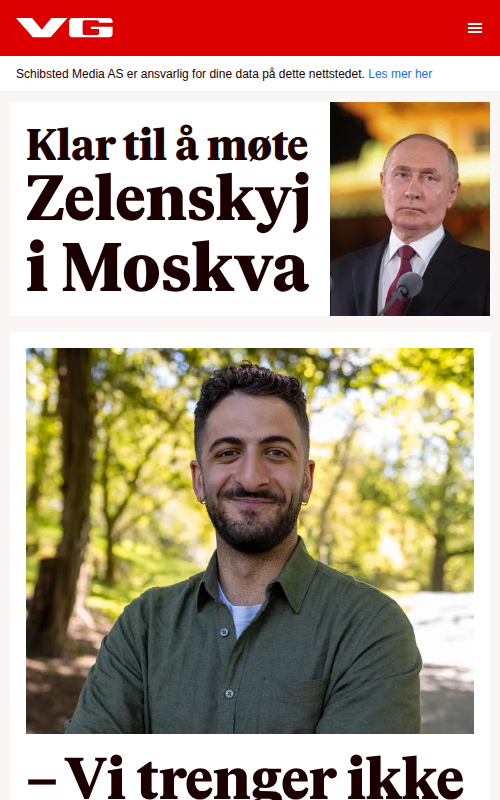 VG
Schibsted Media AS er ansvarlig for dine data på dette nettstedet. Les mer her
Klar til å møte
Zelenskyj
i Moskva
– Vi trenger ikke